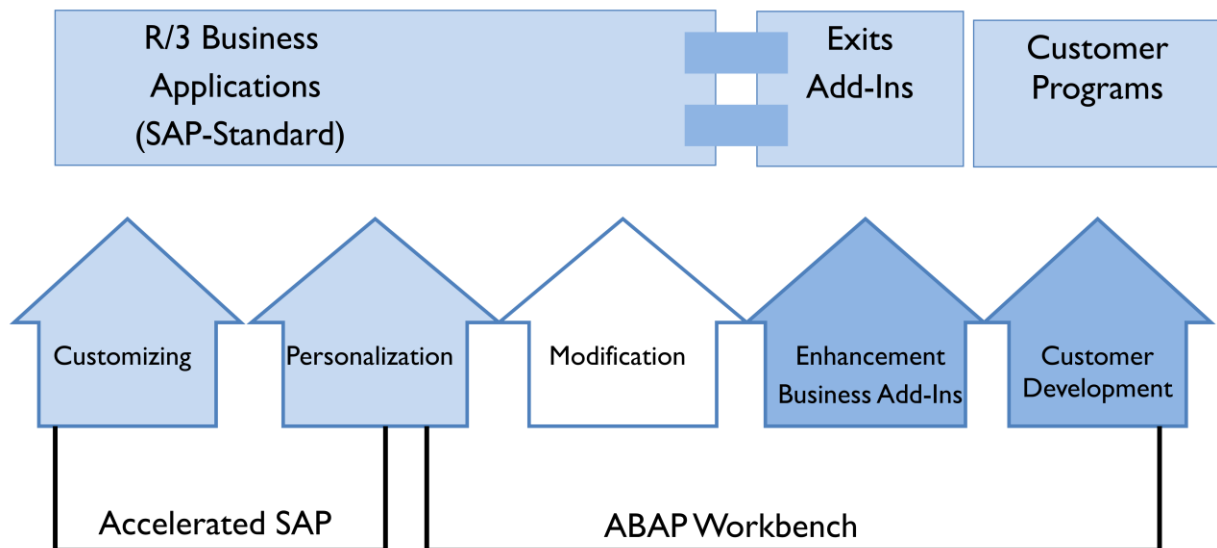 R/3 Business
Applications
(SAP-Standard)
Exits
Add-Ins
Customer
Programs
Customizing
Personalization
Modification
Enhancement
Business Add-Ins
Customer
Development
Accelerated SAP
ABAP Workbench